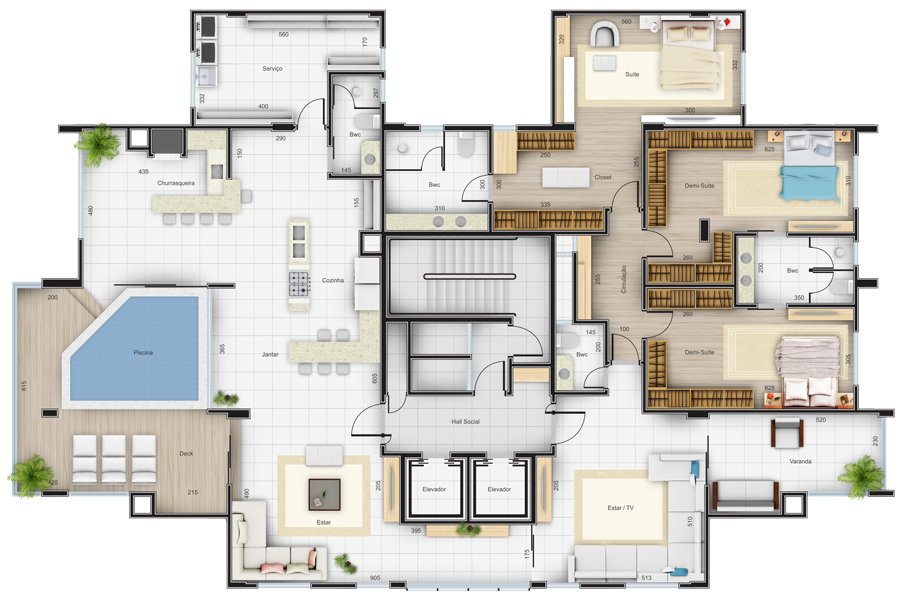 560
170
Serviço
332
400
297
Bwc
145
290
150
435
Churrasqueira
480
155
Cozinha
200
Piscina
365
Jantar
615
605
Deck
215
490
Estar
205
395
905
175
320
560
332
Suíte
300
250
255
Closet
335
Bwc
300
300
310
625
Demi-Suíte
310
260
200
Bwc
350
255
Circulação
100
145
200
Bwc
260
Demi-Suíte
305
625
Hall Social
Elevador
Elevador
205
Estar / TV
510
513
520
230
Varanda